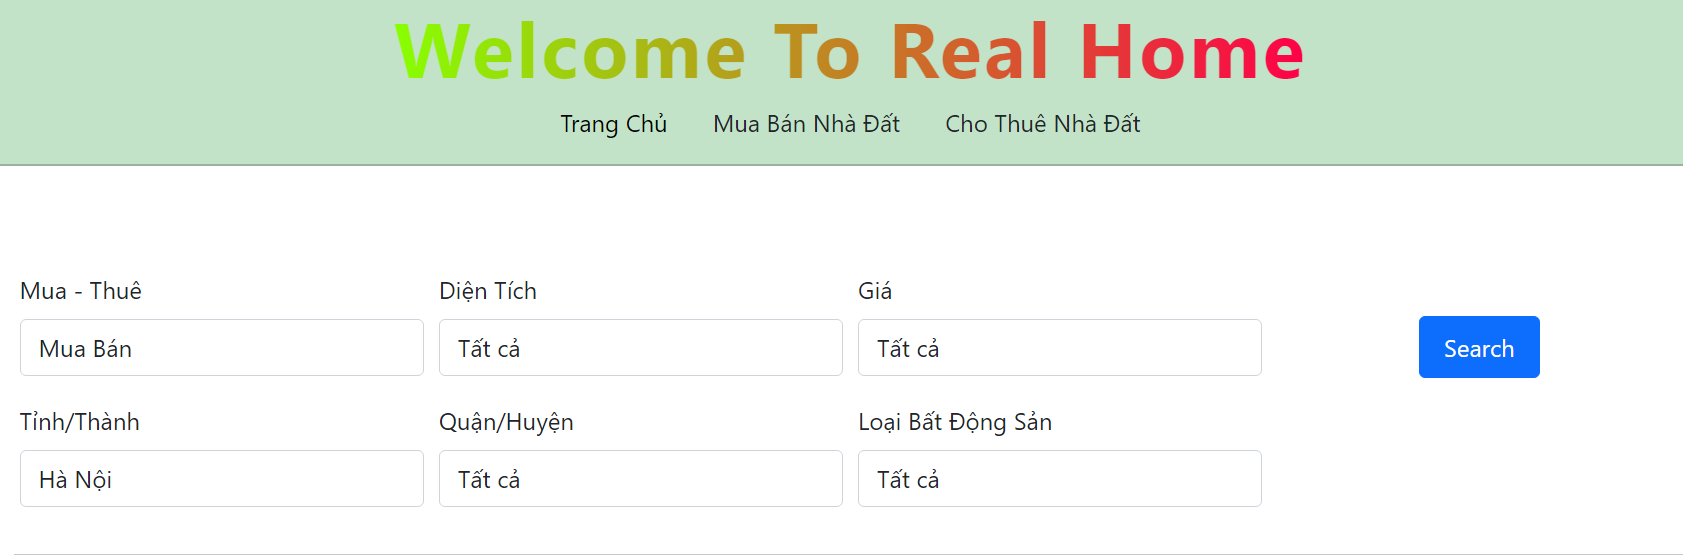 Welcome To Real Home
Trang Chủ Mua Bán Nhà Đất Cho Thuê Nhà Đất
Mua - Thuê Diện Tích Giá
Mua Bán Tất cả Tất cả Search
Tỉnh/Thành Quận/Huyện Loại Bất Động Sản
Hà Nội Tất cả Tất cả